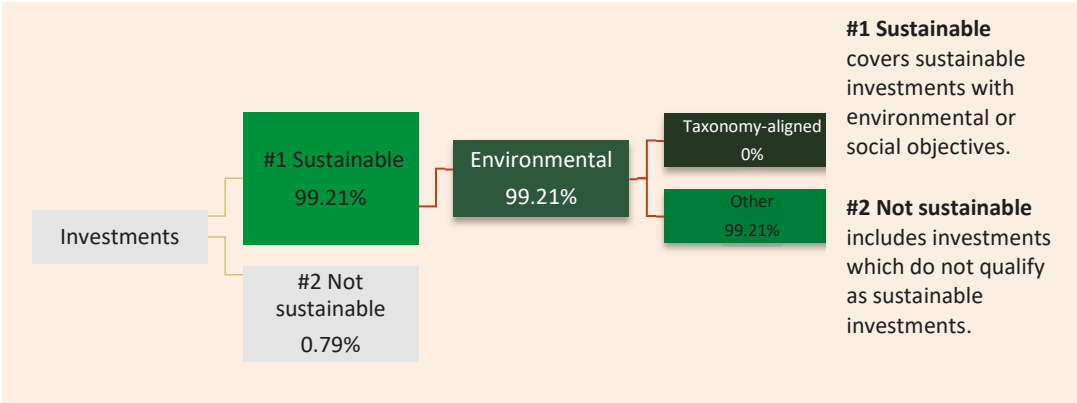 Investments
#1 Sustainable
99.21%
#2 Not
sustainable
0.79%
Environmental
99.21%
Taxonomy-aligned
0%
Other
99.21%
#1 Sustainable
covers sustainable
investments with
environmental or
social objectives.
#2 Not sustainable
includes investments
which do not qualify
as sustainable
investments.